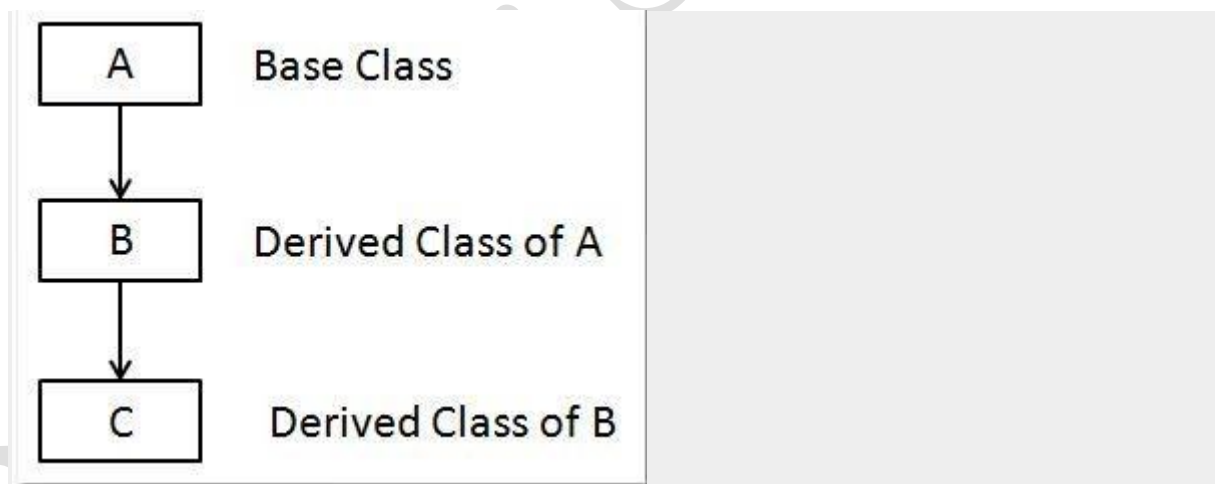 A Base Class
B Derived Class of A
C Derived Class of B